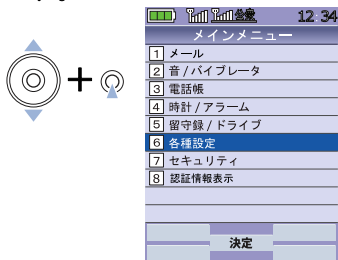 12:34
メインメニュー
1 メール
2 音/バイブレータ
3 電話帳
4 時計/アラーム
5 留守録/ドライブ
6 各種設定
7 セキュリティ
8 認証情報表示
決定